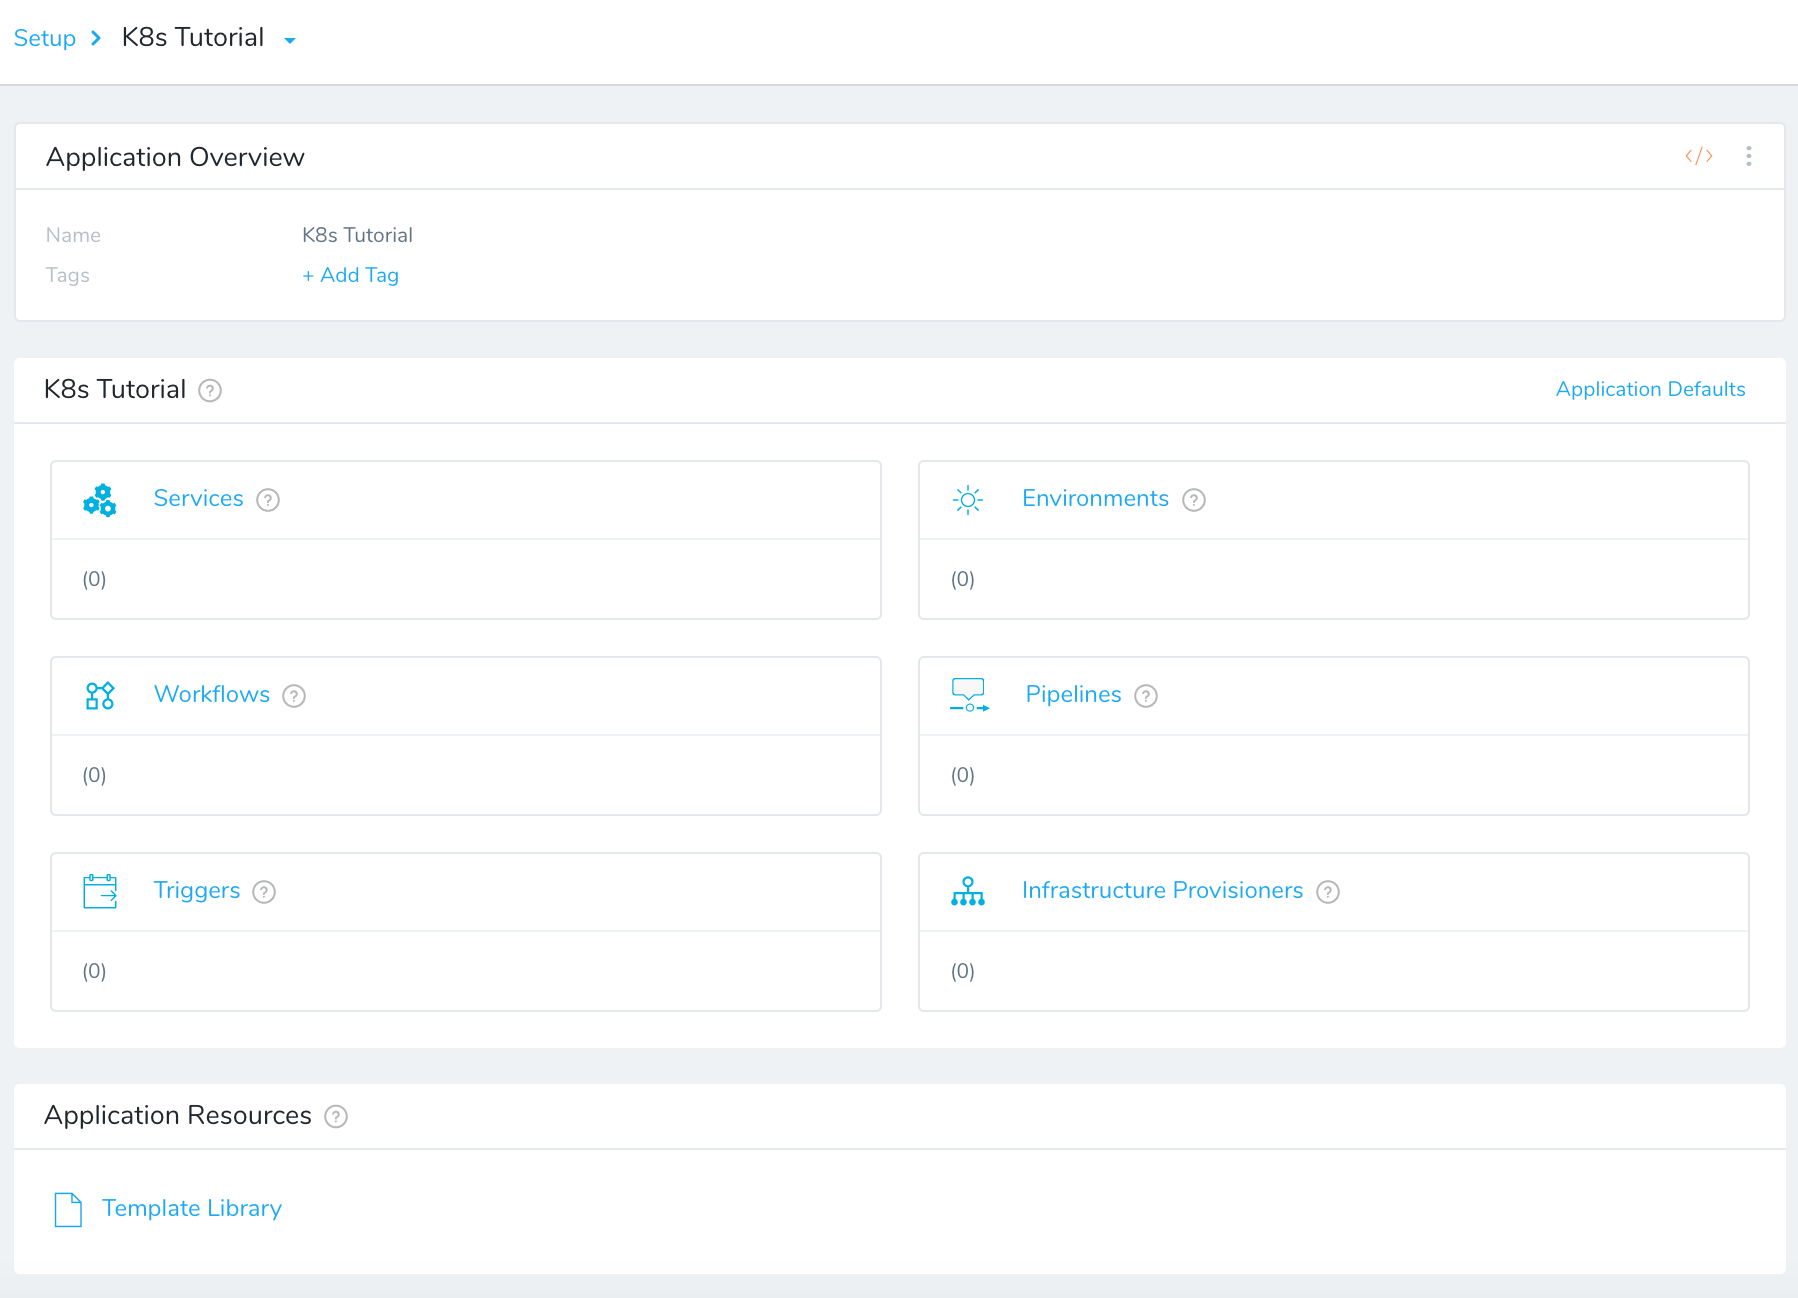 Setup K8s Tutorial
Application Overview </>
Name K8s Tutorial
Tags + Add Tag
K8s Tutorial ? Application Defaults
Services ?
(0)
Environments ?
(0)
Workflows ?
(0)
Pipelines ?
(0)
Triggers ?
(0)
Infrastructure Provisioners ?
(0)
Application Resources ?
Template Library